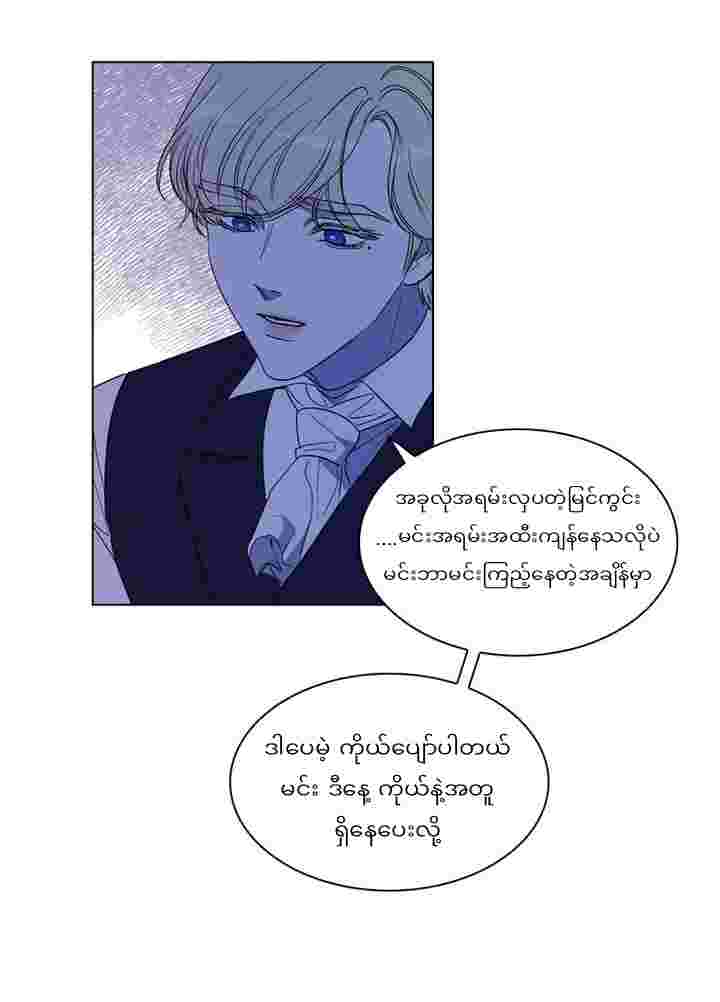 အခုလိုအရမ်းလှပတဲ့မြင်ကွင်း
....မင်းအရမ်းအထီးကျန်နေသလိုပဲ
မင်းဘာမင်းကြည့်နေတဲ့အချိန်မှာ
ဒါပေမဲ့ ကိုယ်ပျော်ပါတယ်
မင်း ဒီနေ့ ကိုယ်နဲ့အတူ
ရှိနေပေးလို့